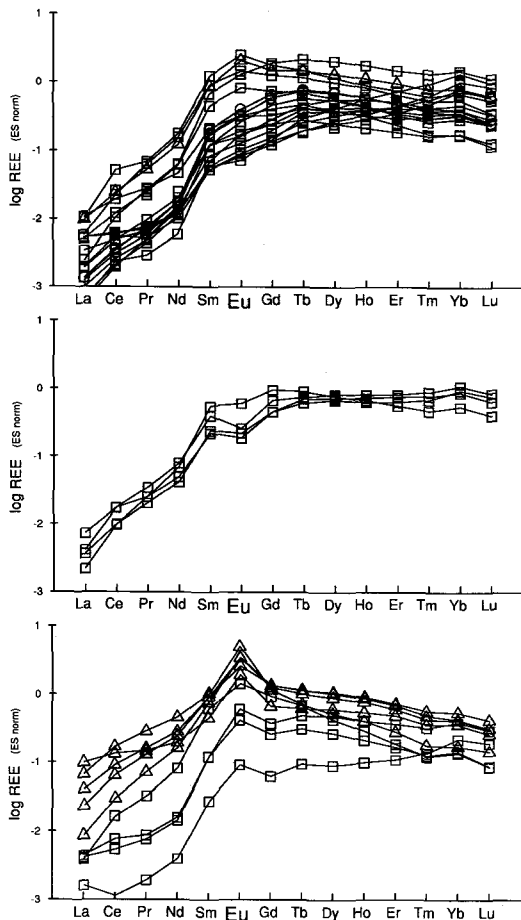 1
0
-1
-2
-3
log REE (ES norm)
La Ce Pr Nd Sm Eu Gd Tb Dy Ho Er Tm Yb Lu
1
0
-1
-2
-3
log REE (ES norm)
La Ce Pr Nd Sm Eu Gd Tb Dy Ho Er Tm Yb Lu
1
0
-1
-2
-3
log REE (ES norm)
La Ce Pr Nd Sm Eu Gd Tb Dy Ho Er Tm Yb Lu